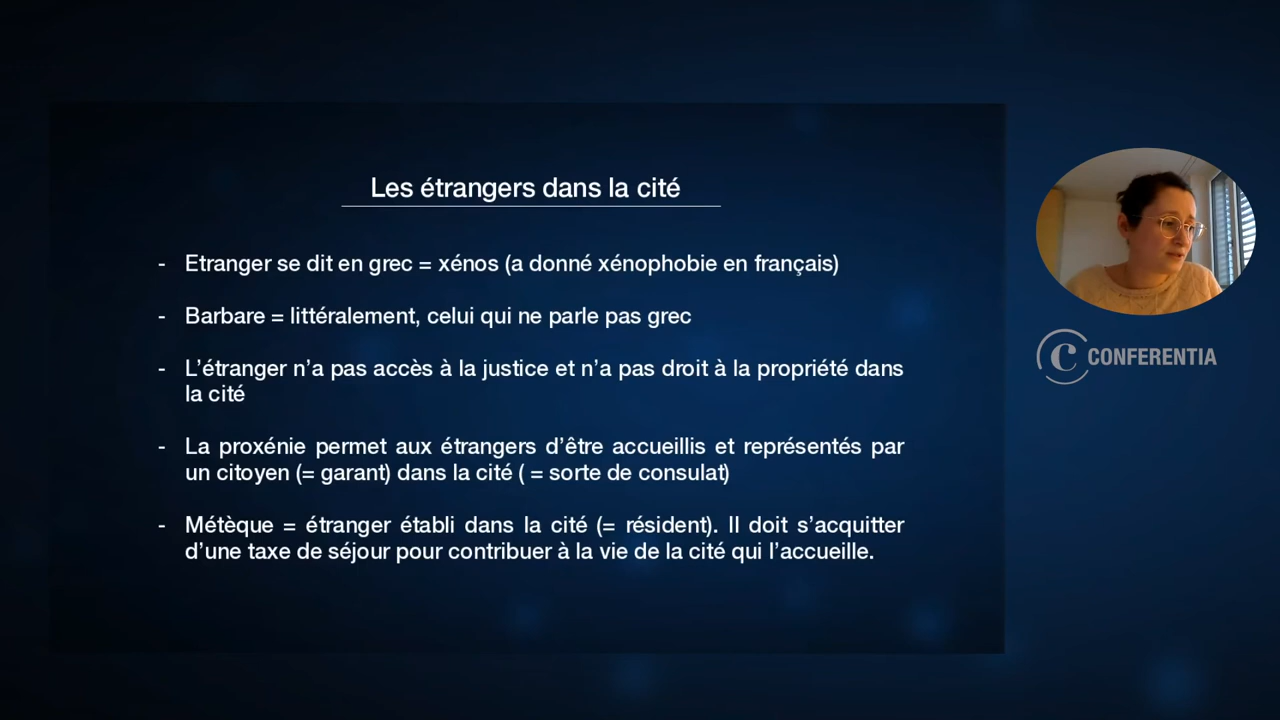 Les étrangers dans la cité
- Etranger se dit en grec = xénos (a donné xénophobie en français)
- Barbare = littéralement, celui qui ne parle pas grec
- L’étranger n’a pas accès à la justice et n’a pas droit à la propriété dans
la cité
- La proxénie permet aux étrangers d’être accueillis et représentés par
un citoyen (= garant) dans la cité ( = sorte de consulat)
- Métèque = étranger établi dans la cité (= résident). Il doit s’acquitter
d’une taxe de séjour pour contribuer à la vie de la cité qui l’accueille.
C CONFERENTIA